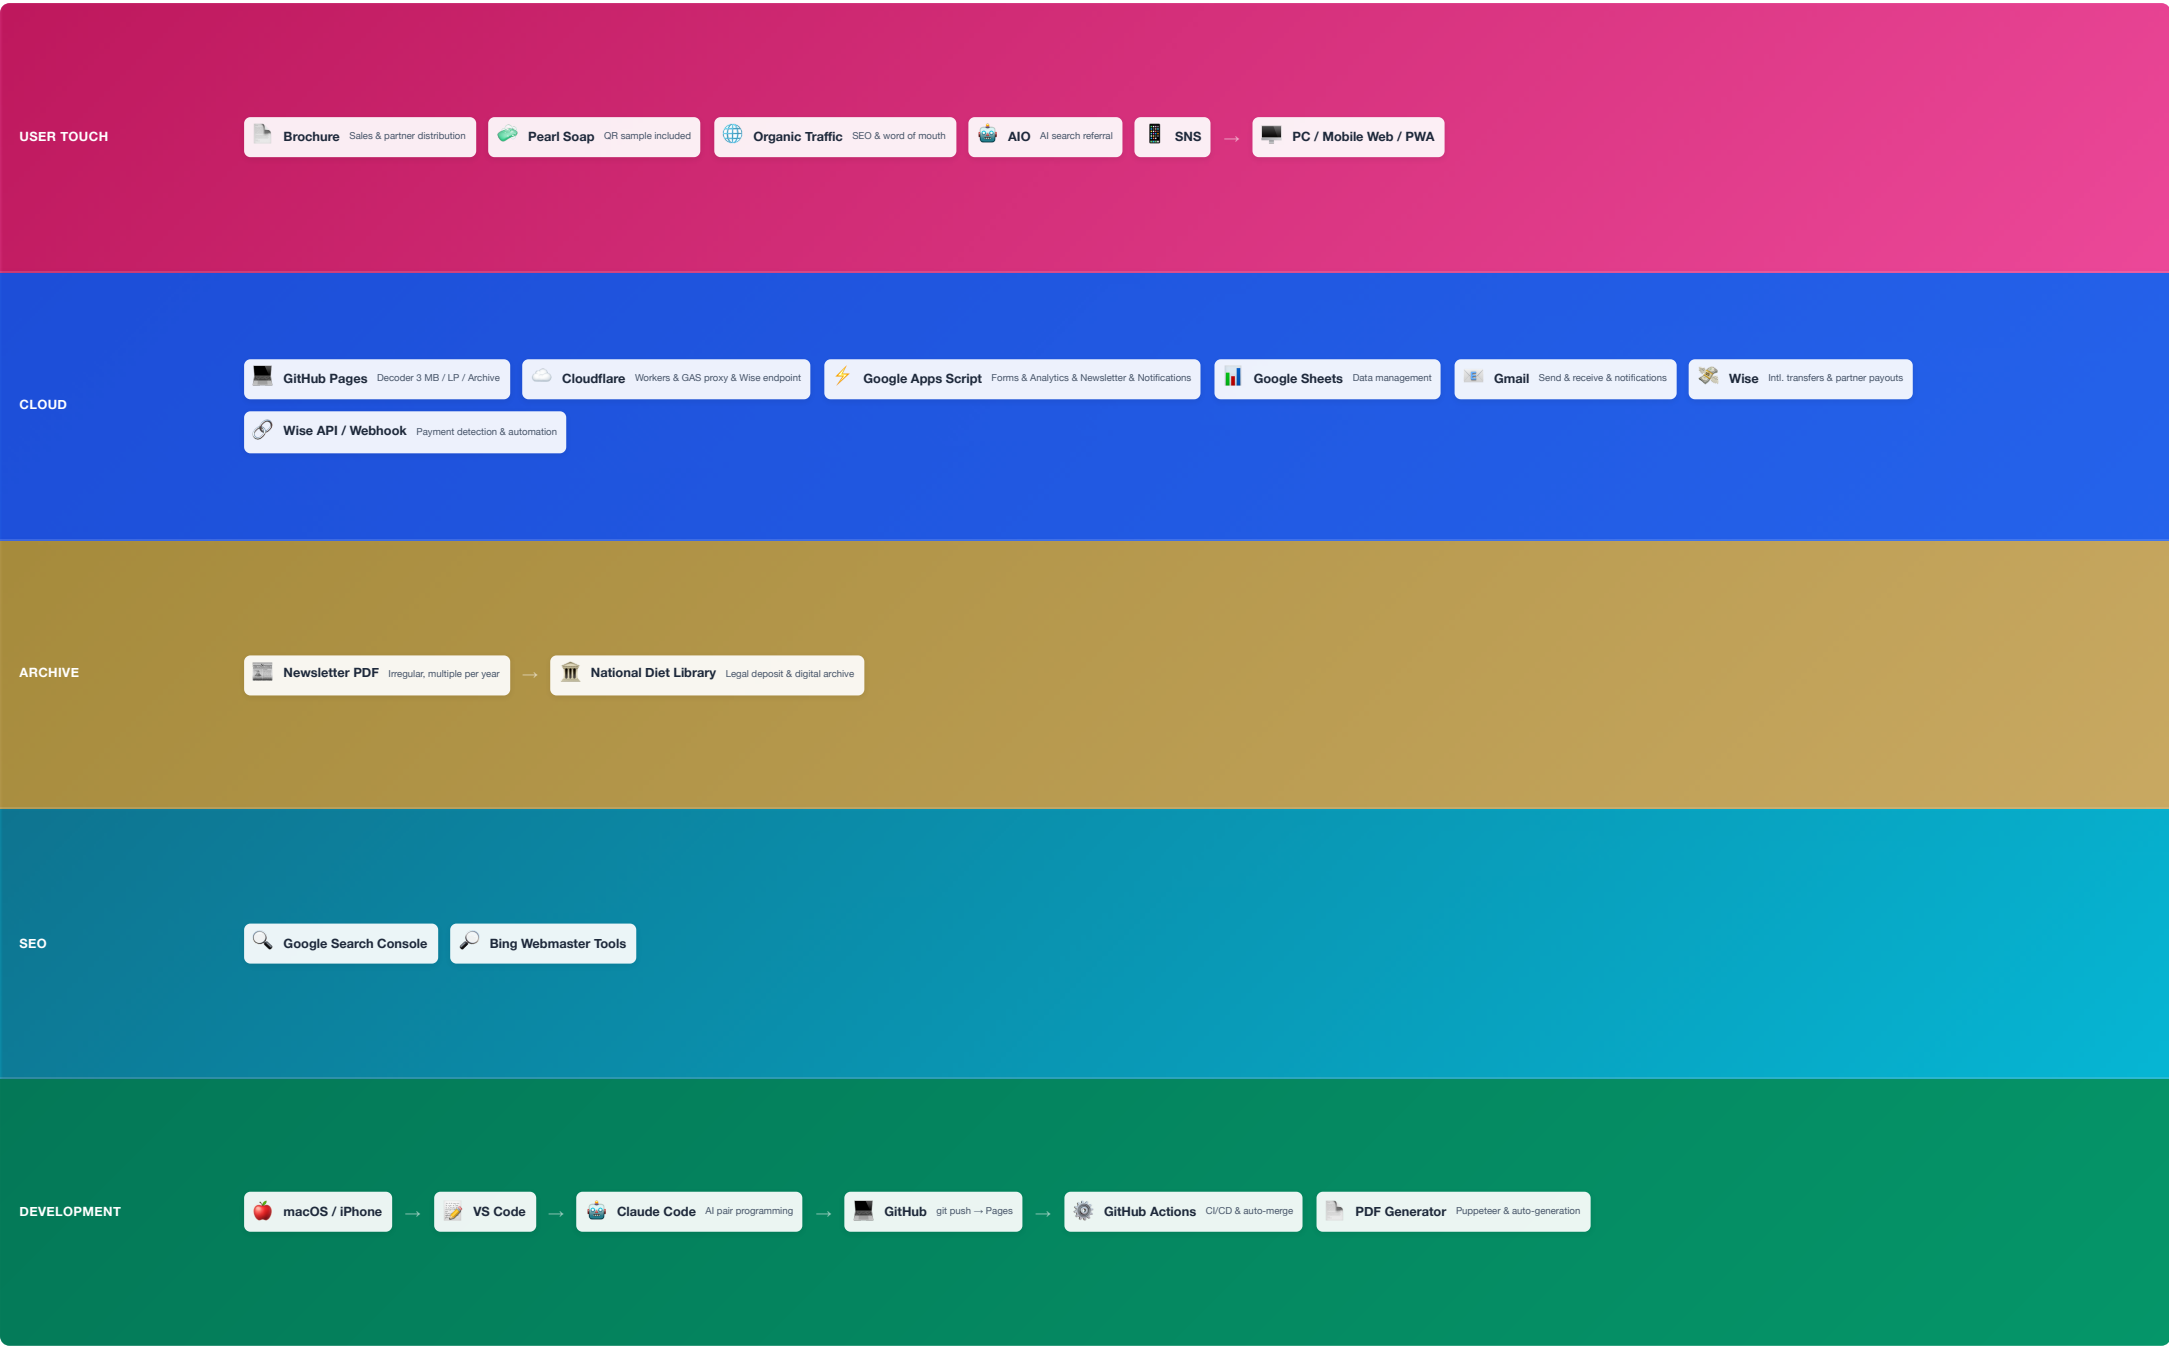 USER TOUCH
Brochure Sales & partner distribution
Pearl Soap QR sample included
Organic Traffic SEO & word of mouth
AIO AI search referral
SNS
→
PC / Mobile Web / PWA
CLOUD
GitHub Pages Decoder 3 MB / LP / Archive
Cloudflare Workers & GAS proxy & Wise endpoint
Google Apps Script Forms & Analytics & Newsletter & Notifications
Google Sheets Data management
Gmail Send & receive & notifications
Wise Intl. transfers & partner payouts
Wise API / Webhook Payment detection & automation
ARCHIVE
Newsletter PDF Irregular, multiple per year
→
National Diet Library Legal deposit & digital archive
SEO
Google Search Console
Bing Webmaster Tools
DEVELOPMENT
macOS / iPhone
→
VS Code
→
Claude Code AI pair programming
→
GitHub git push → Pages
→
GitHub Actions CI/CD & auto-merge
PDF Generator Puppeteer & auto-generation